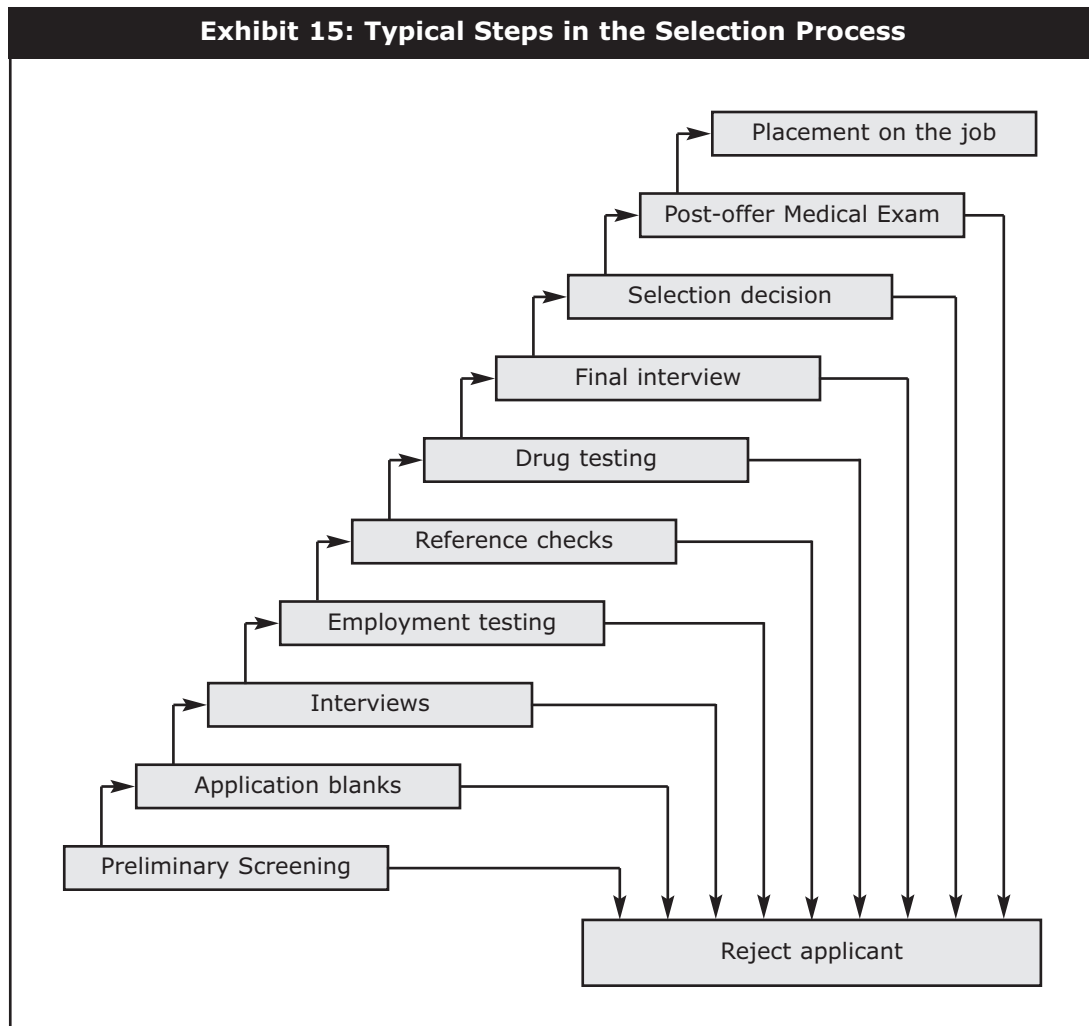 Exhibit 15: Typical Steps in the Selection Process
Placement on the job
Post-offer Medical Exam
Selection decision
Final interview
Drug testing
Reference checks
Employment testing
Interviews
Application blanks
Preliminary Screening
Reject applicant